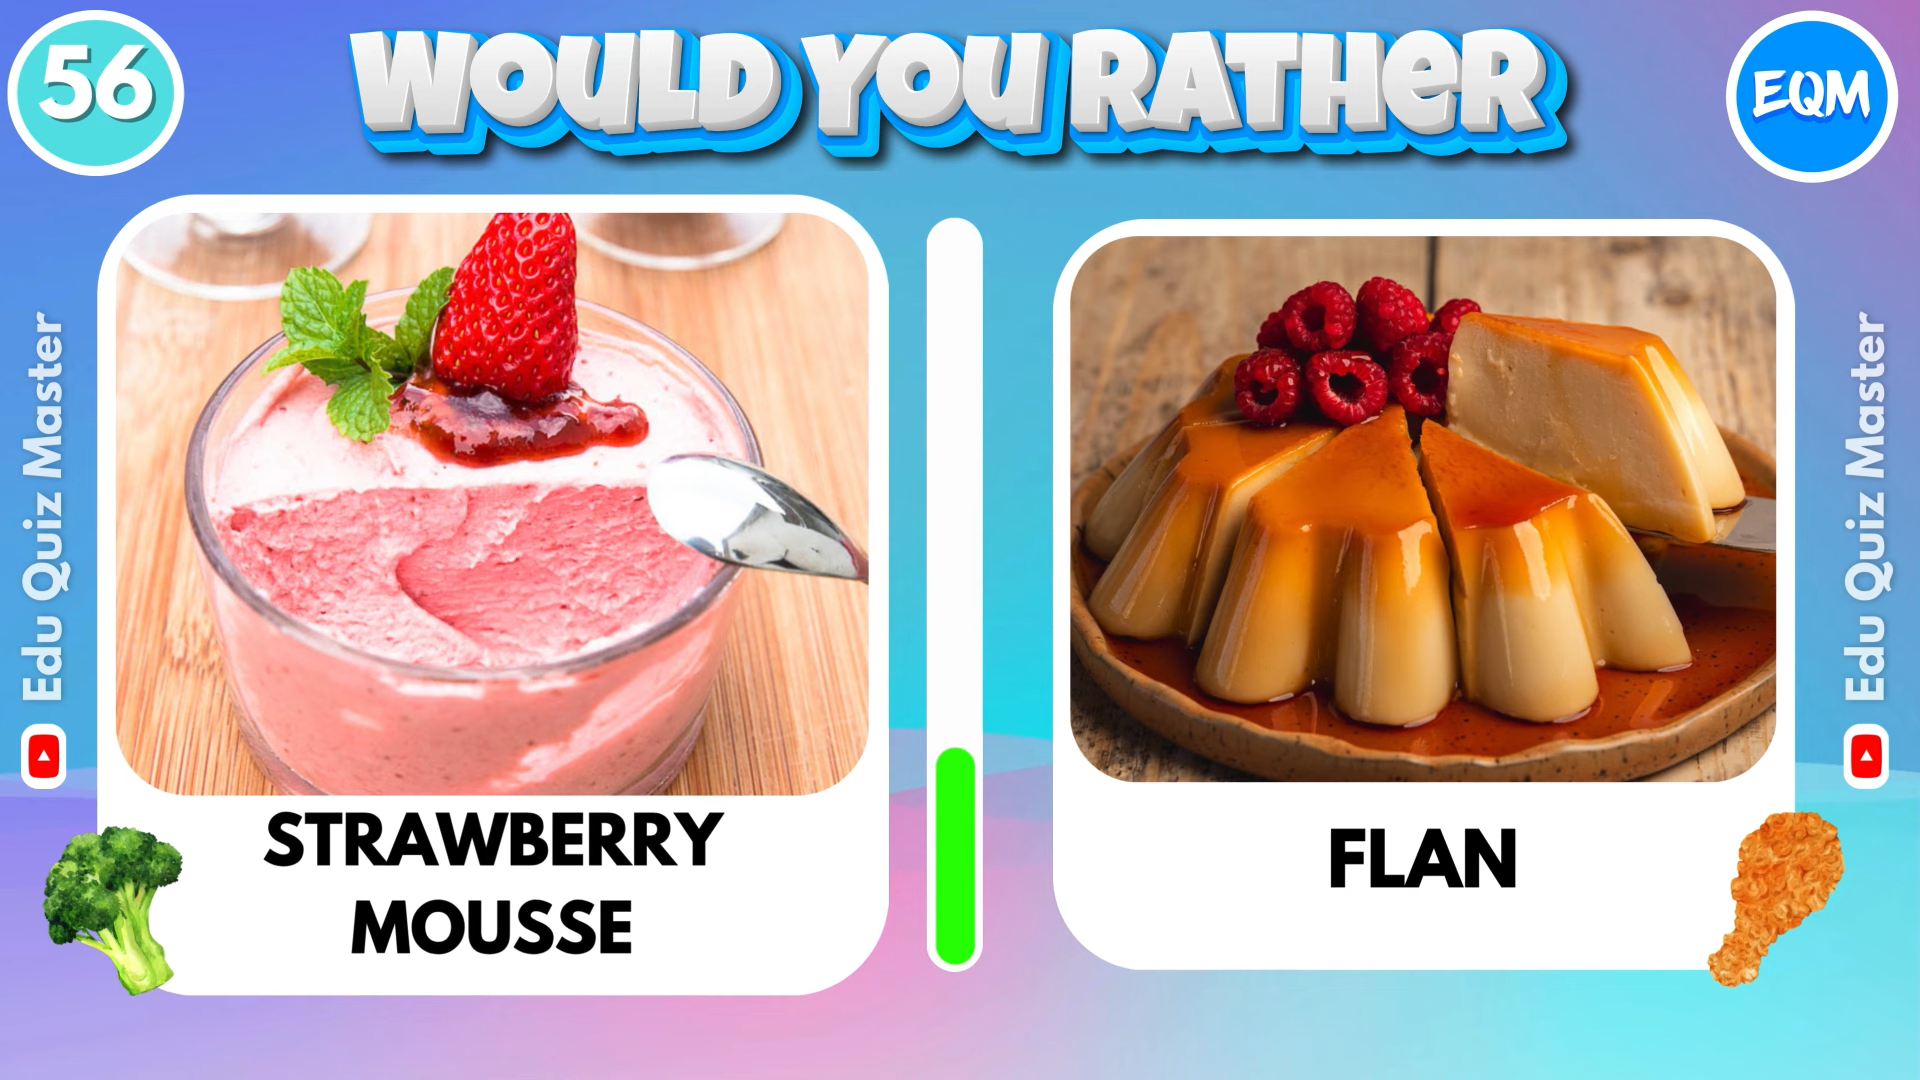 56
WOULD YOU RATHER
EQM
Edu Quiz Master
Edu Quiz Master
STRAWBERRY
MOUSSE
FLAN